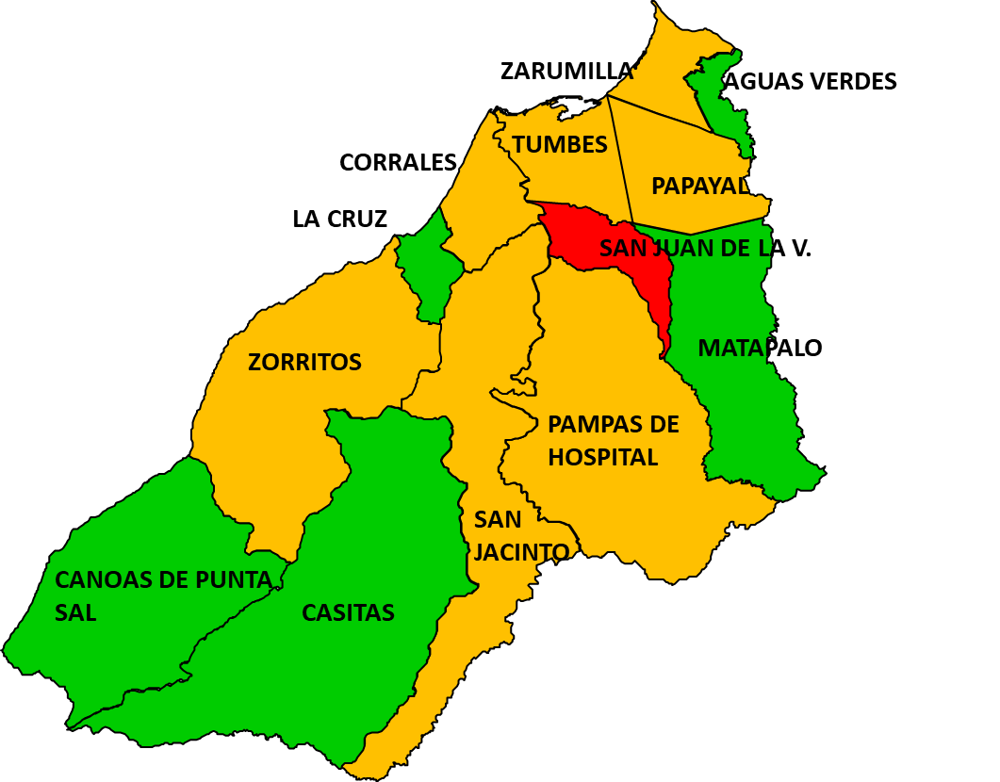 ZARUMILLA
AGUAS VERDES
TUMBES
CORRALES
PAPAYAL
LA CRUZ
SAN JUAN DE LA V.
MATAPALO
ZORRITOS
PAMPAS DE
HOSPITAL
SAN
JACINTO
CANOAS DE PUNTA
SAL
CASITAS